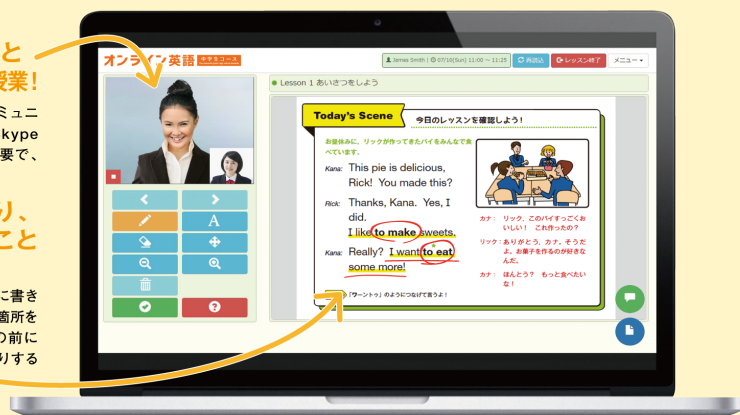 と
授業！
ミュニ
kype
要で、
り、
こと
に書き
箇所を
の前に
りする
オンライン英語 中学生コース
James Smith | 07/10(Sun) 11:00 ～ 11:25
再読込
レッスン終了
メニュー
Lesson 1 あいさつをしよう
Today's Scene
今日のレッスンを確認しよう！
お昼休みに、リックが作ってきたパイをみんなで食
べています。
Kana: This pie is delicious,
Rick! You made this?
Rick: Thanks, Kana. Yes, I
did.
I like to make sweets.
Kana: Really? I want to eat
some more!
「ワーントゥ」のようにつなげて言うよ！
カナ： リック、このパイすっごくお
いしい！ これ作ったの？
リック：ありがとう、カナ。そうだ
よ。お菓子を作るのが好きな
んだ。
カナ： ほんとう？ もっと食べたい
な！
A
?